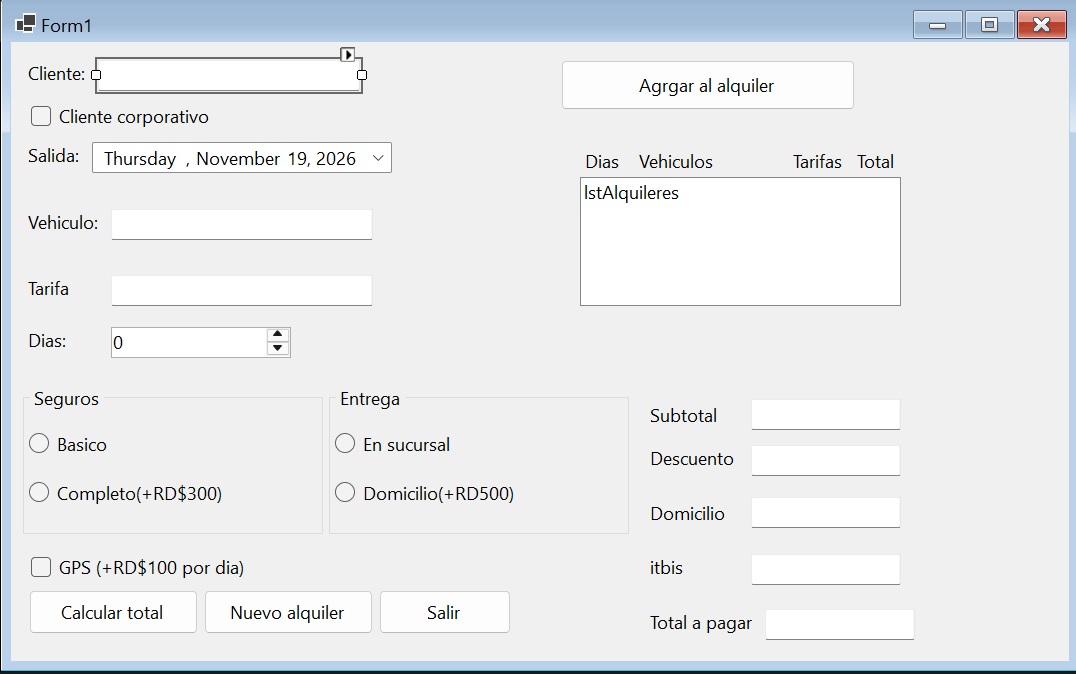 Form1
Cliente:
Agrgar al alquiler
Cliente corporativo
Salida: Thursday , November 19, 2026
Dias Vehiculos Tarifas Total
lstAlquileres
Vehiculo:
Tarifa
Dias: 0
Seguros
Entrega
Basico
En sucursal
Completo(+RD$300)
Domicilio(+RD500)
Subtotal
Descuento
Domicilio
itbis
Total a pagar
GPS (+RD$100 por dia)
Calcular total
Nuevo alquiler
Salir